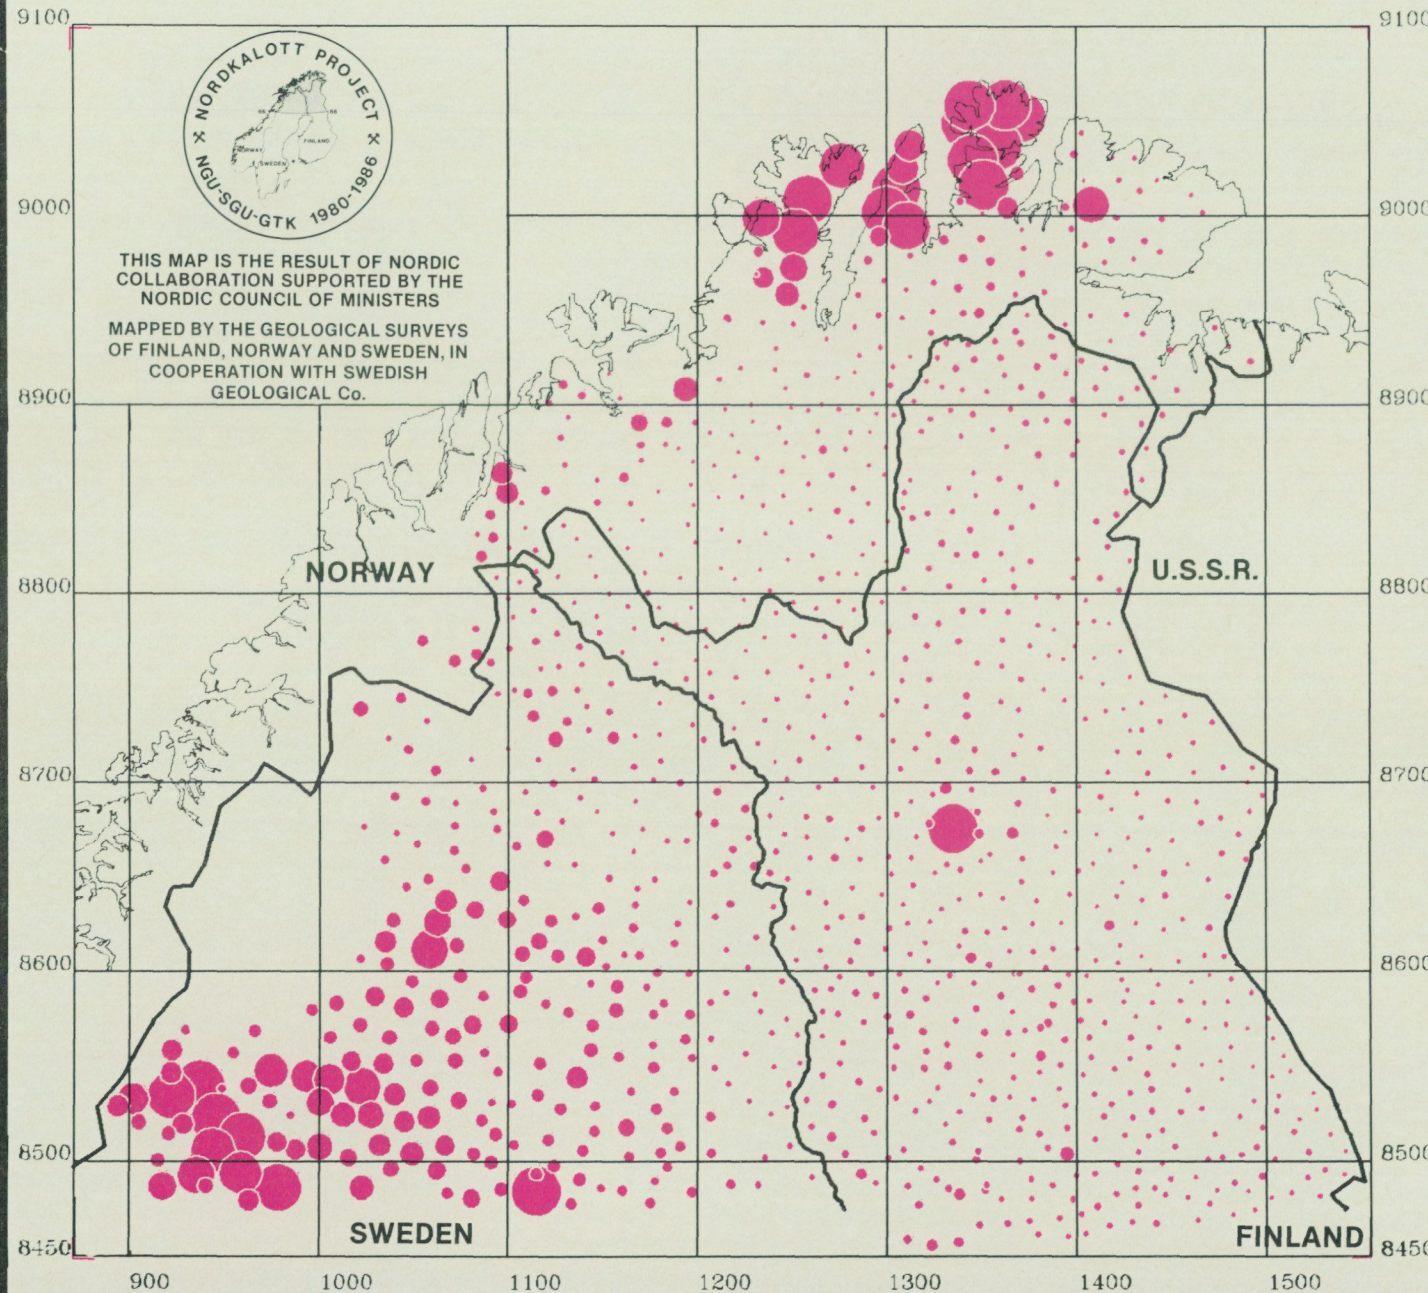 9100
9100
NORDKALOTT PROJECT
NORWAY
SWEDEN
FINLAND
NGU-SGU-GTK 1980-1986
9000
9000
THIS MAP IS THE RESULT OF NORDIC
COLLABORATION SUPPORTED BY THE
NORDIC COUNCIL OF MINISTERS
MAPPED BY THE GEOLOGICAL SURVEYS
OF FINLAND, NORWAY AND SWEDEN, IN
COOPERATION WITH SWEDISH
GEOLOGICAL Co.
8900
8900
NORWAY
U.S.S.R.
8800
8800
8700
8700
8600
8600
8500
8500
SWEDEN
FINLAND
8450
8450
900 1000 1100 1200 1300 1400 1500